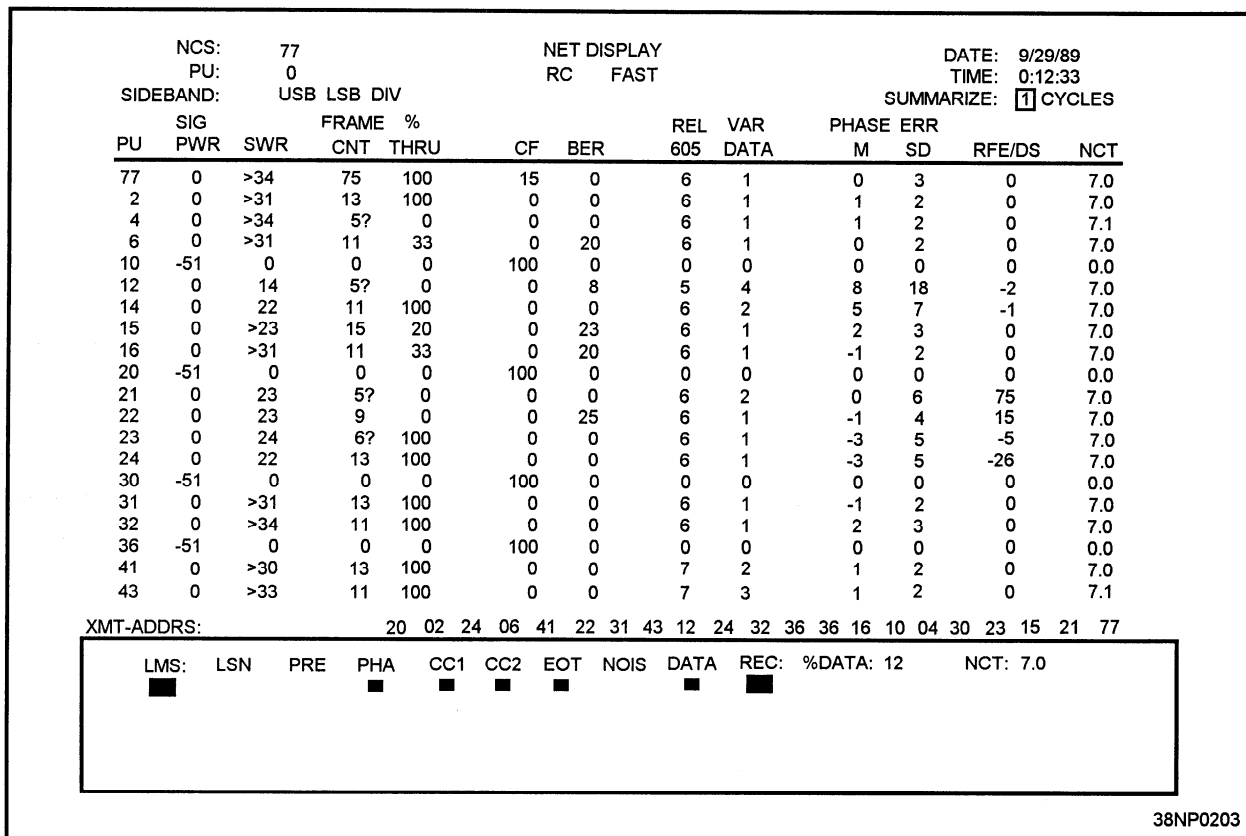 NCS: 77 NET DISPLAY DATE: 9/29/89
PU: 0 RC FAST TIME: 0:12:33
SIDEBAND: USB LSB DIV SUMMARIZE: 1 CYCLES
SIG FRAME % REL VAR PHASE ERR
PU PWR SWR CNT THRU CF BER 605 DATA M SD RFE/DS NCT
77 0 >34 75 100 15 0 6 1 0 3 0 7.0
2 0 >31 13 100 0 0 6 1 1 2 0 7.0
4 0 >34 5? 0 0 0 6 1 1 2 0 7.1
6 0 >31 11 33 0 20 6 1 0 2 0 7.0
10 -51 0 0 0 100 0 0 0 0 0 0 0.0
12 0 14 5? 0 0 8 5 4 8 18 -2 7.0
14 0 22 11 100 0 0 6 2 5 7 -1 7.0
15 0 >23 15 20 0 23 6 1 2 3 0 7.0
16 0 >31 11 33 0 20 6 1 -1 2 0 7.0
20 -51 0 0 0 100 0 0 0 0 0 0 0.0
21 0 23 5? 0 0 0 6 2 0 6 75 7.0
22 0 23 9 0 0 25 6 1 -1 4 15 7.0
23 0 24 6? 100 0 0 6 1 -3 5 -5 7.0
24 0 22 13 100 0 0 6 1 -3 5 -26 7.0
30 -51 0 0 0 100 0 0 0 0 0 0 0.0
31 0 >31 13 100 0 0 6 1 -1 2 0 7.0
32 0 >34 11 100 0 0 6 1 2 3 0 7.0
36 -51 0 0 0 100 0 0 0 0 0 0 0.0
41 0 >30 13 100 0 0 7 2 1 2 0 7.0
43 0 >33 11 100 0 0 7 3 1 2 0 7.1
XMT-ADDRS: 20 02 24 06 41 22 31 43 12 24 32 36 36 16 10 04 30 23 15 21 77
LMS: LSN PRE PHA CC1 CC2 EOT NOIS DATA REC: %DATA: 12 NCT: 7.0
38NP0203